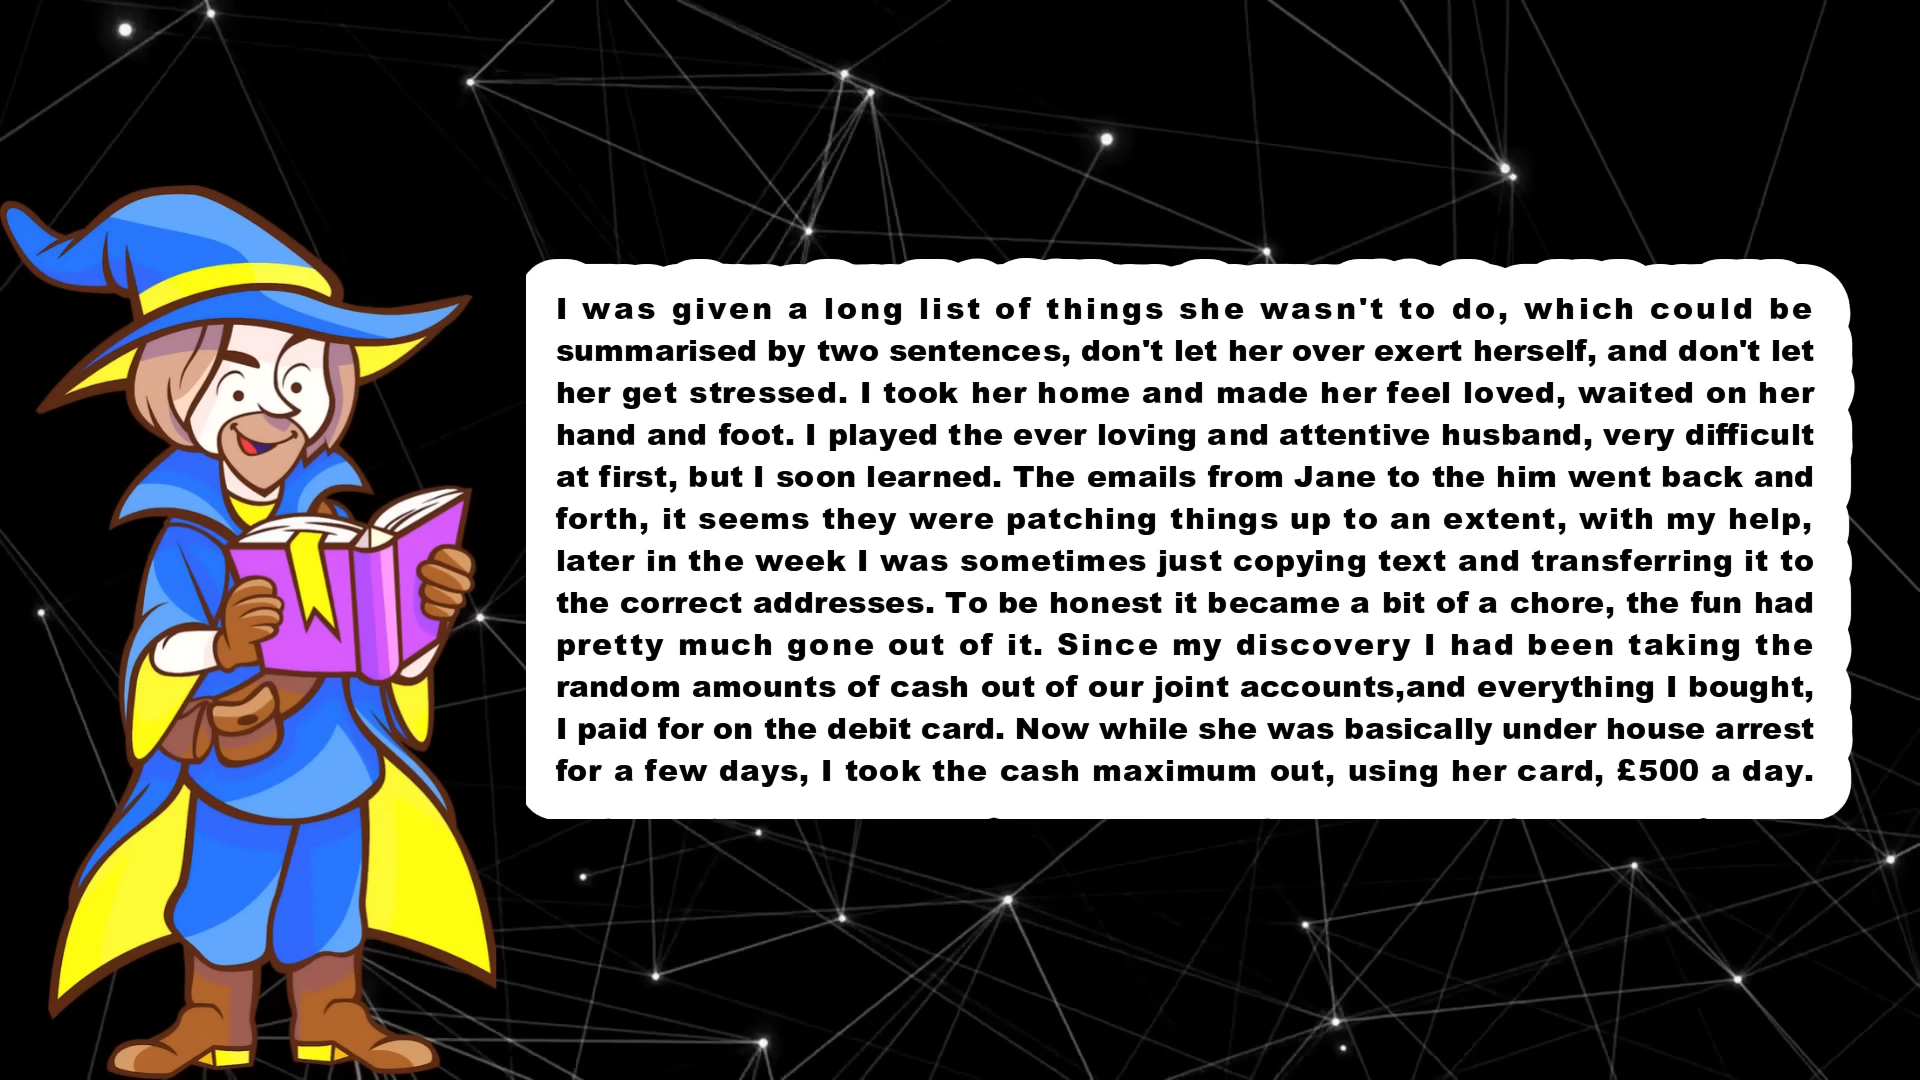 I was given a long list of things she wasn't to do, which could be
summarised by two sentences, don't let her over exert herself, and don't let
her get stressed. I took her home and made her feel loved, waited on her
hand and foot. I played the ever loving and attentive husband, very difficult
at first, but I soon learned. The emails from Jane to the him went back and
forth, it seems they were patching things up to an extent, with my help,
later in the week I was sometimes just copying text and transferring it to
the correct addresses. To be honest it became a bit of a chore, the fun had
pretty much gone out of it. Since my discovery I had been taking the
random amounts of cash out of our joint accounts,and everything I bought,
I paid for on the debit card. Now while she was basically under house arrest
for a few days, I took the cash maximum out, using her card, £500 a day.